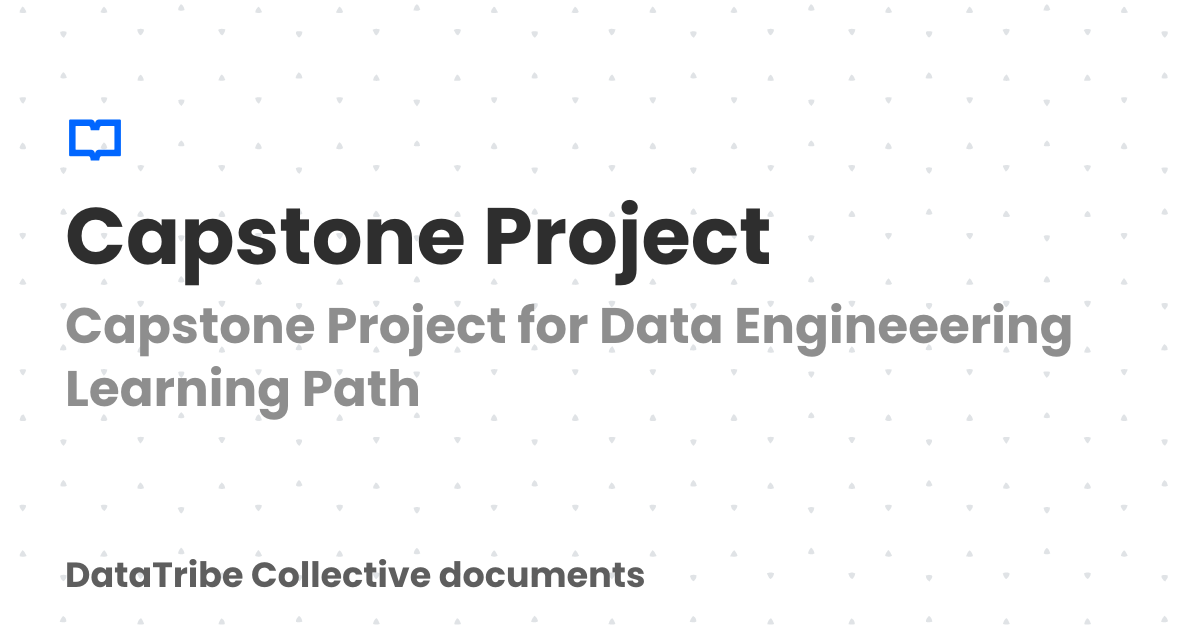 Capstone Project
Capstone Project for Data Engineeering
Learning Path
DataTribe Collective documents